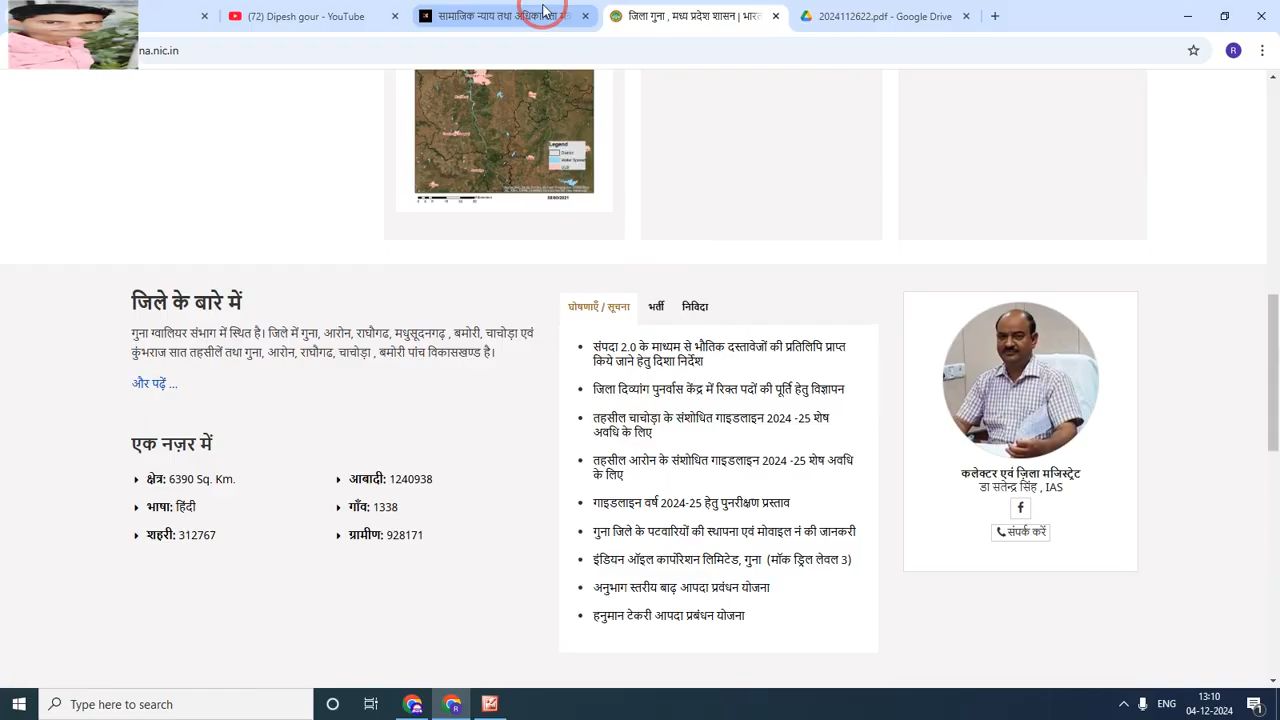 (72) Dipesh gour - YouTube
सामाजिक न्याय तथा अधिकारिता
जिला गुना , मध्य प्रदेश शासन | भारत
2024112622.pdf - Google Drive
na.nic.in
R
Legend
District
जिले के बारे में
गुना ग्वालियर संभाग में स्थित है। जिले में गुना, आरोन, राघौगढ, मधुसूदनगढ़ , बमोरी, चाचोड़ा एवं
कुंभराज सात तहसीलें तथा गुना, आरोन, राघौगढ, चाचोड़ा , बमोरी पांच विकासखण्ड है।
और पढ़ें ...
एक नज़र में
क्षेत्र: 6390 Sq. Km.
आबादी: 1240938
भाषा: हिंदी
गाँव: 1338
शहरी: 312767
ग्रामीण: 928171
घोषणाएँ / सूचना भर्ती निविदा
संपदा 2.0 के माध्यम से भौतिक दस्तावेजों की प्रतिलिपि प्राप्त
किये जाने हेतु दिशा निर्देश
जिला दिव्यांग पुनर्वास केंद्र में रिक्त पदों की पूर्ति हेतु विज्ञापन
तहसील चाचोड़ा के संशोधित गाइडलाइन 2024 -25 शेष
अवधि के लिए
तहसील आरोन के संशोधित गाइडलाइन 2024 -25 शेष अवधि
के लिए
गाइडलाइन वर्ष 2024-25 हेतु पुनरीक्षण प्रस्ताव
गुना जिले के पटवारियों की स्थापना एवं मोवाइल नं की जानकरी
इंडियन ऑइल कार्पोरेशन लिमिटेड, गुना (मॉक ड्रिल लेवल 3)
अनुभाग स्तरीय बाढ़ आपदा प्रवंधन योजना
हनुमान टेकरी आपदा प्रबंधन योजना
कलेक्टर एवं ज़िला मजिस्ट्रेट
डा सतेन्द्र सिंह , IAS
f
संपर्क करें
Type here to search
ENG
13:10
04-12-2024